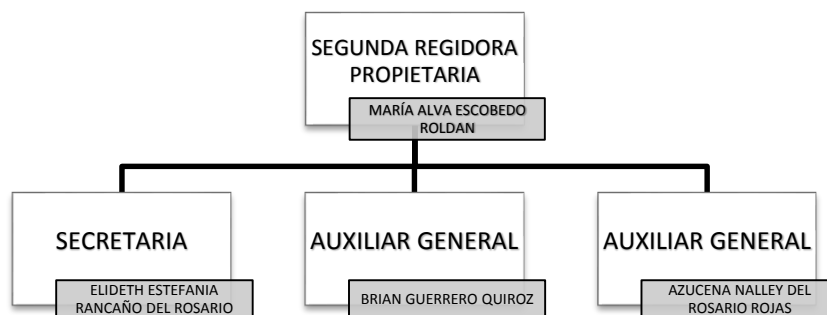 SEGUNDA REGIDORA
PROPIETARIA
MARÍA ALVA ESCOBEDO
ROLDAN
SECRETARIA
ELIDETH ESTEFANIA
RANCAÑO DEL ROSARIO
AUXILIAR GENERAL
BRIAN GUERRERO QUIROZ
AUXILIAR GENERAL
AZUCENA NALLEY DEL
ROSARIO ROJAS